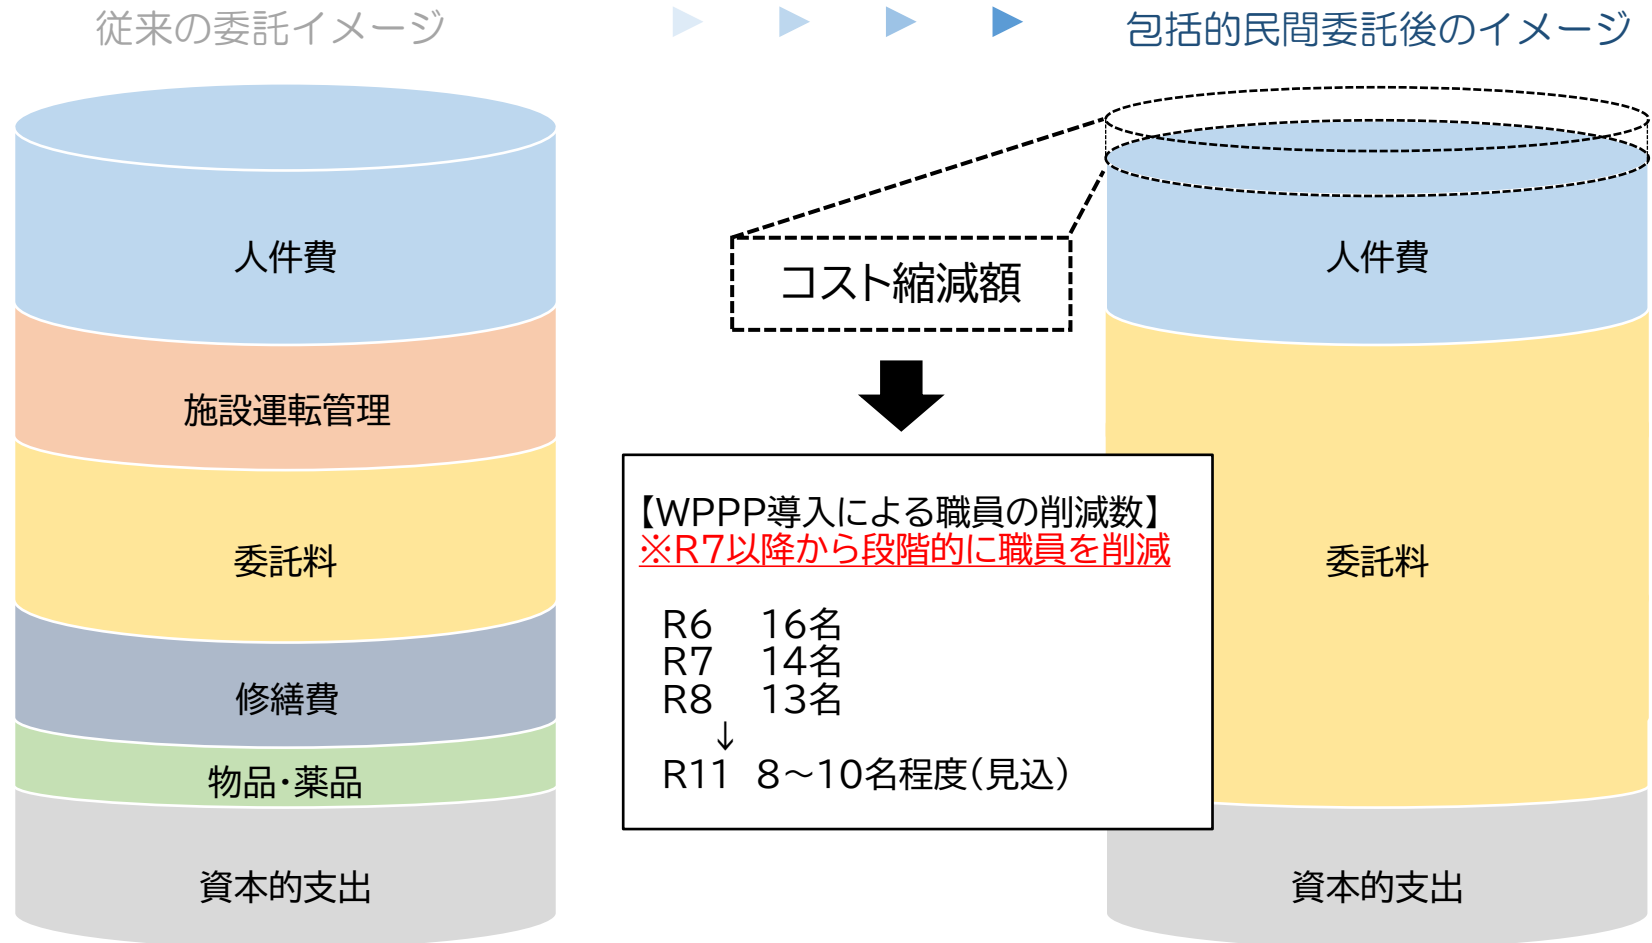 従来の委託イメージ
包括的民間委託後のイメージ
人件費
施設運転管理
委託料
修繕費
物品・薬品
資本的支出
コスト縮減額
【WPPP導入による職員の削減数】
※R7以降から段階的に職員を削減
R6 16名
R7 14名
R8 13名
↓
R11 8～10名程度(見込)
人件費
委託料
資本的支出